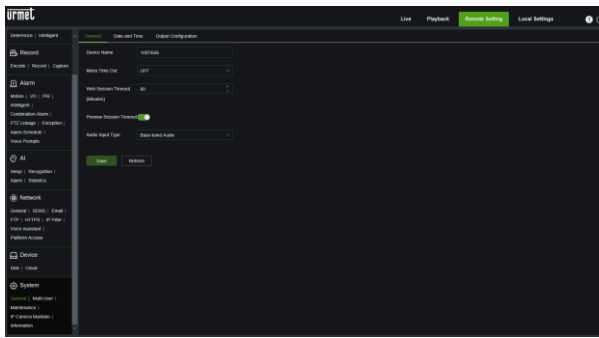 urmet
Live Playback Remote Setting Local Settings
Deterrence | Intelligent
General Date and Time Output Configuration
Record
Encode | Record | Capture
Device Name
Menu Time Out OFF
Alarm
Web Session Timeout
(Minutes)
Motion | I/O | PIR |
Intelligent |
Combination Alarm |
PTZ Linkage | Exception |
Alarm Schedule |
Voice Prompts
Preview Session Timeout
Audio Input Type Base-band Audio
Save Refresh
AI
Setup | Recognition |
Alarm | Statistics
Network
General | DDNS | Email |
FTP | HTTPS | IP Filter |
Voice Assistant |
Platform Access
Device
Disk | Cloud
System
General | Multi-User |
Maintenance |
IP Camera Maintain |
Information